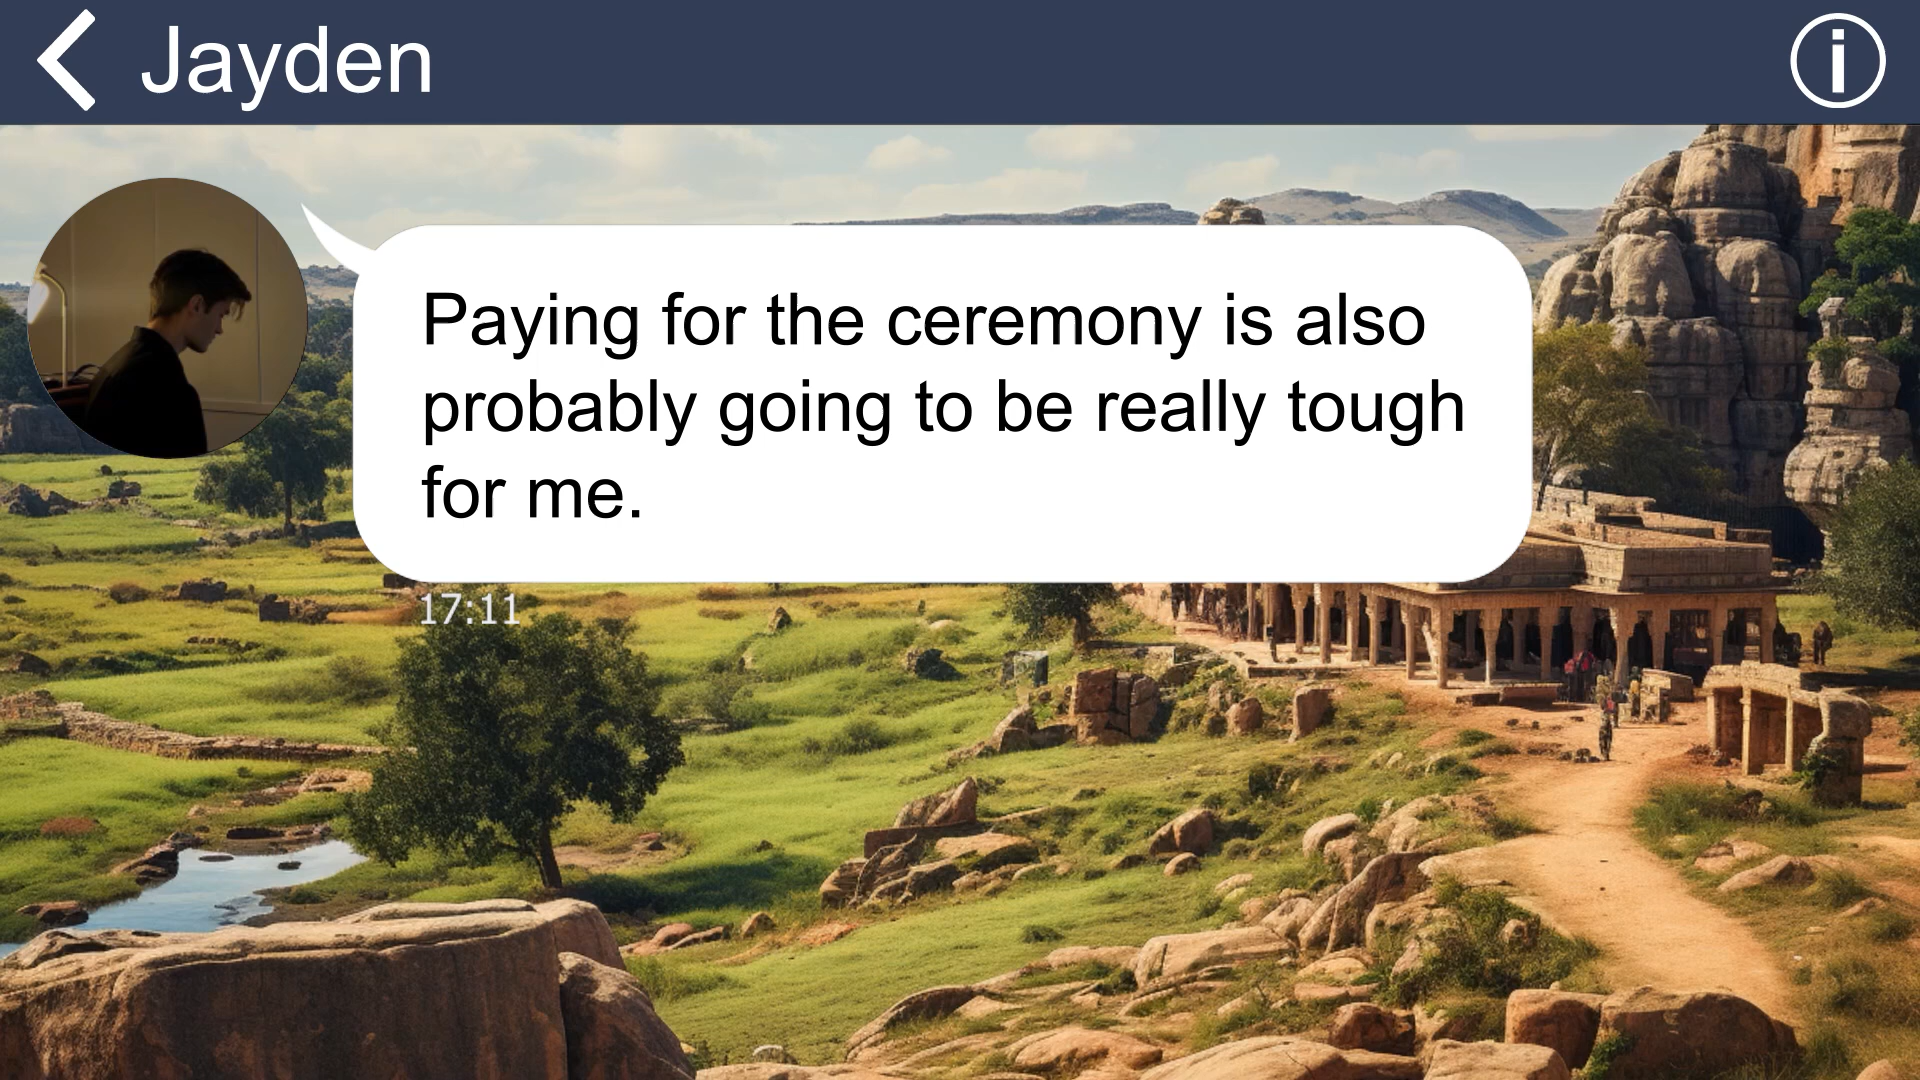 Jayden
Paying for the ceremony is also
probably going to be really tough
for me.
17:11